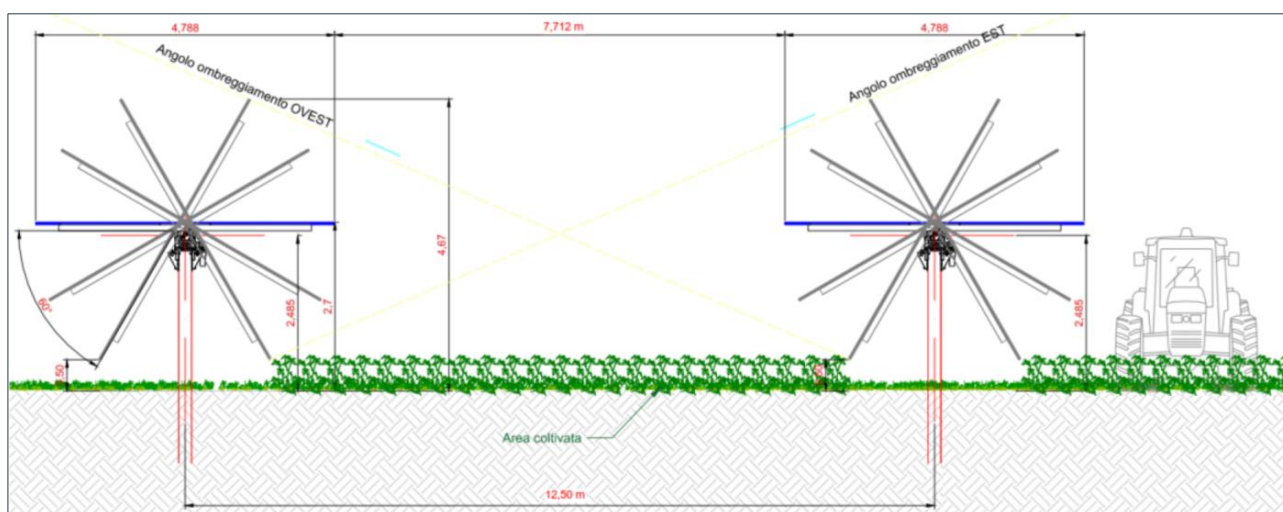 4,788
7,712 m
4,788
Angolo ombreggiamento OVEST
Angolo ombreggiamento EST
4,67
60°
2,485
2,7
2,485
,50
Area coltivata
12,50 m